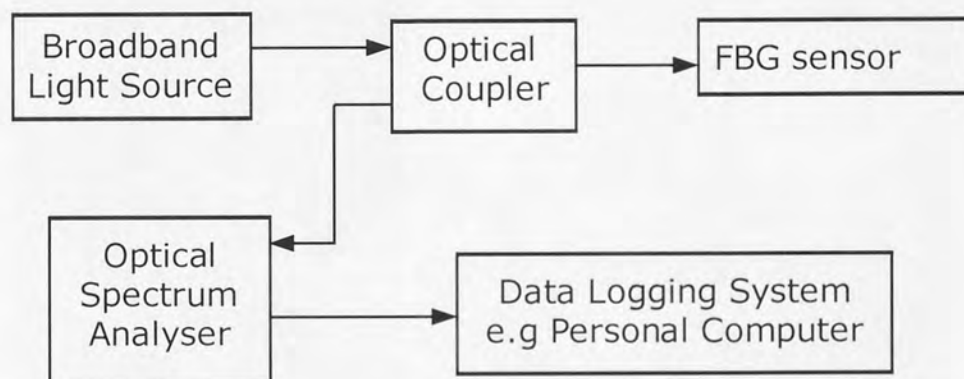 Broadband
Light Source
Optical
Coupler
FBG sensor
Optical
Spectrum
Analyser
Data Logging System
e.g Personal Computer